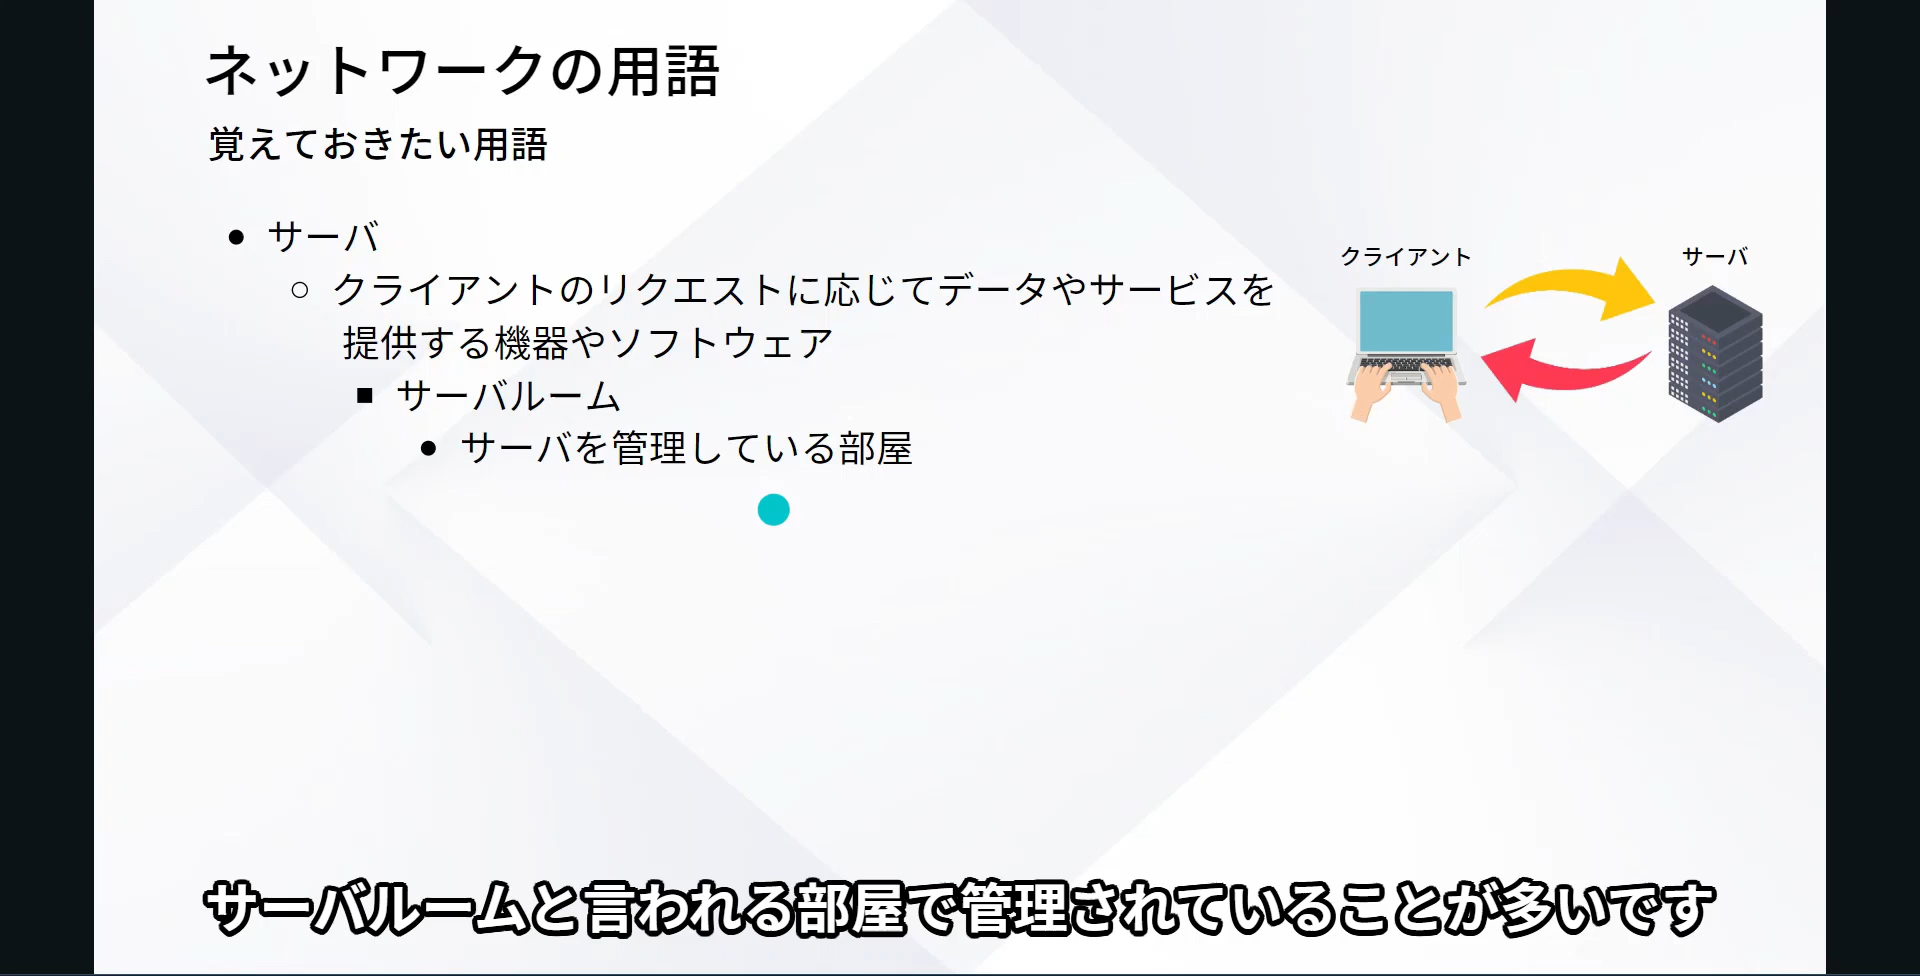 ネットワークの用語
覚えておきたい用語
● サーバ
○ クライアントのリクエストに応じてデータやサービスを
提供する機器やソフトウェア
■ サーバルーム
● サーバを管理している部屋
クライアント
サーバ
サーバルームと言われる部屋で管理されていることが多いです